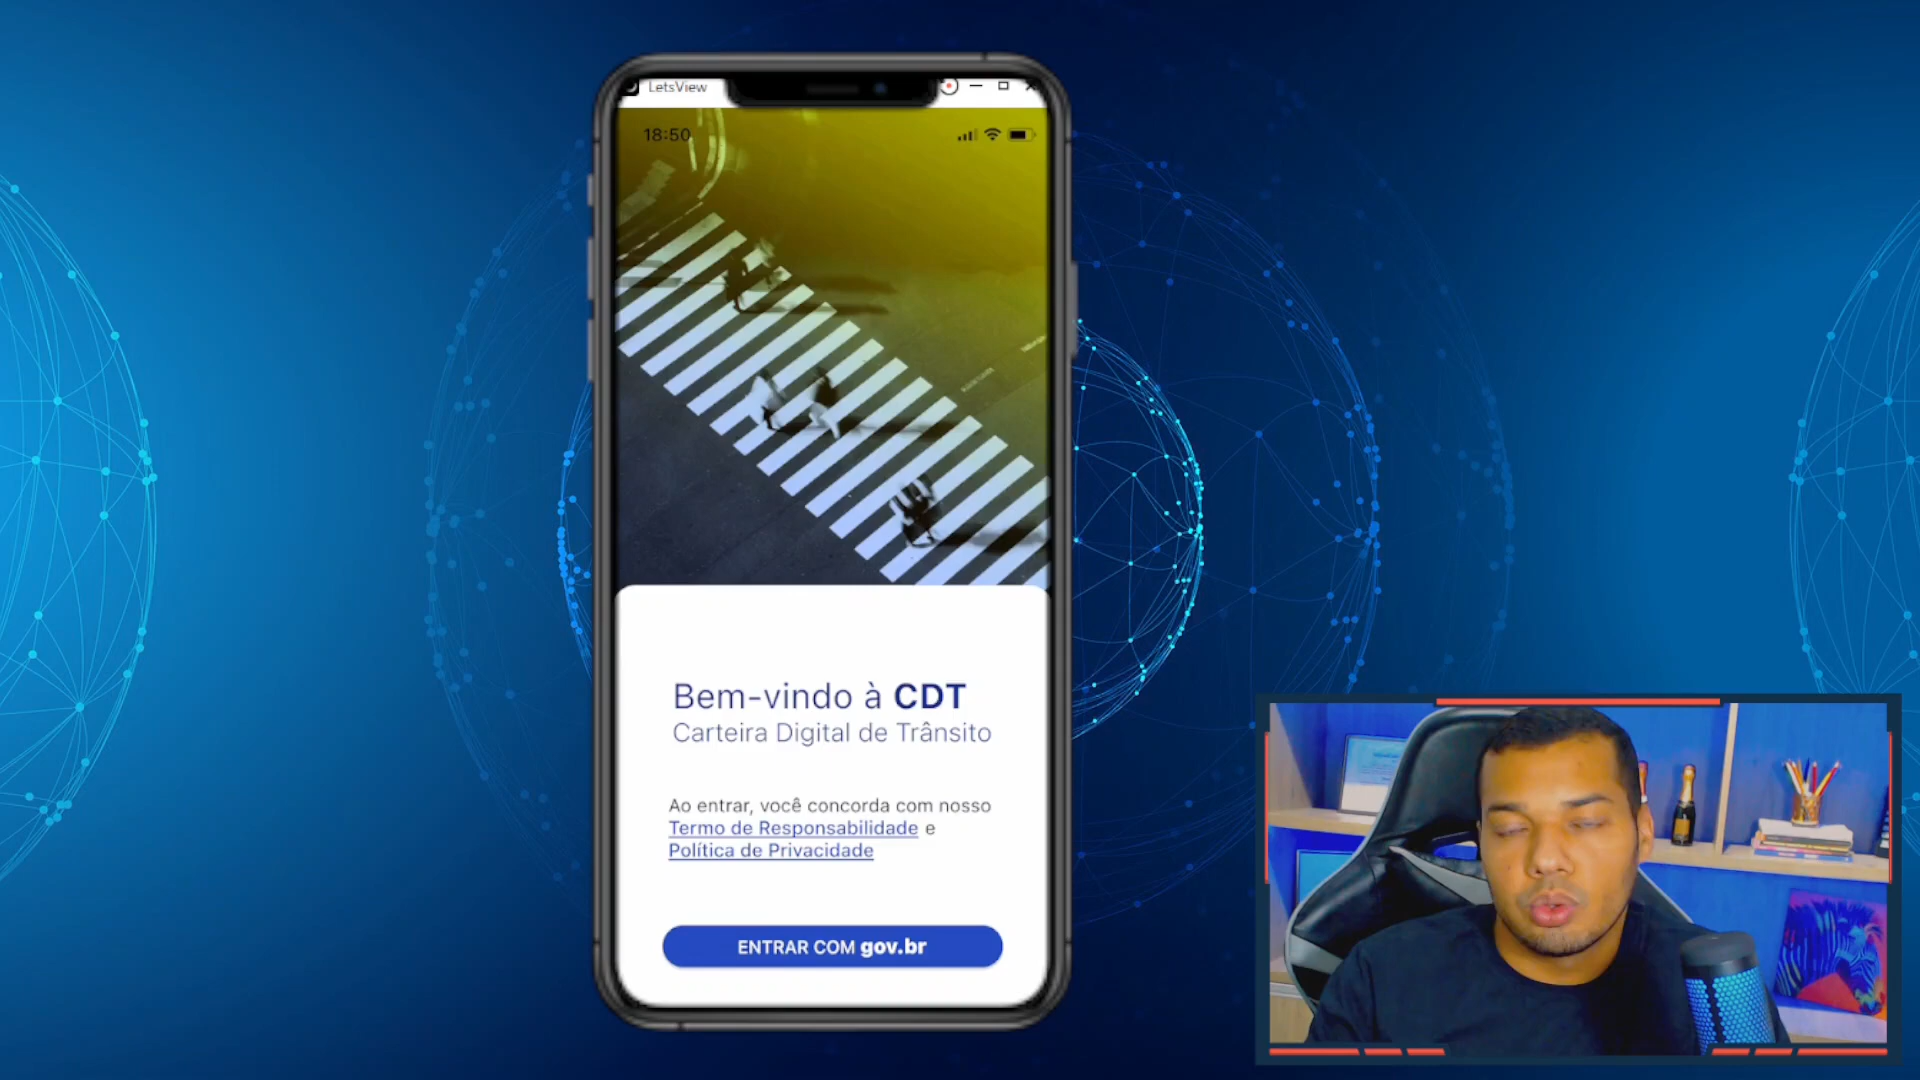 LetsView
18:50
Bem-vindo à CDT
Carteira Digital de Trânsito
Ao entrar, você concorda com nosso
Termo de Responsabilidade e
Política de Privacidade
ENTRAR COM gov.br